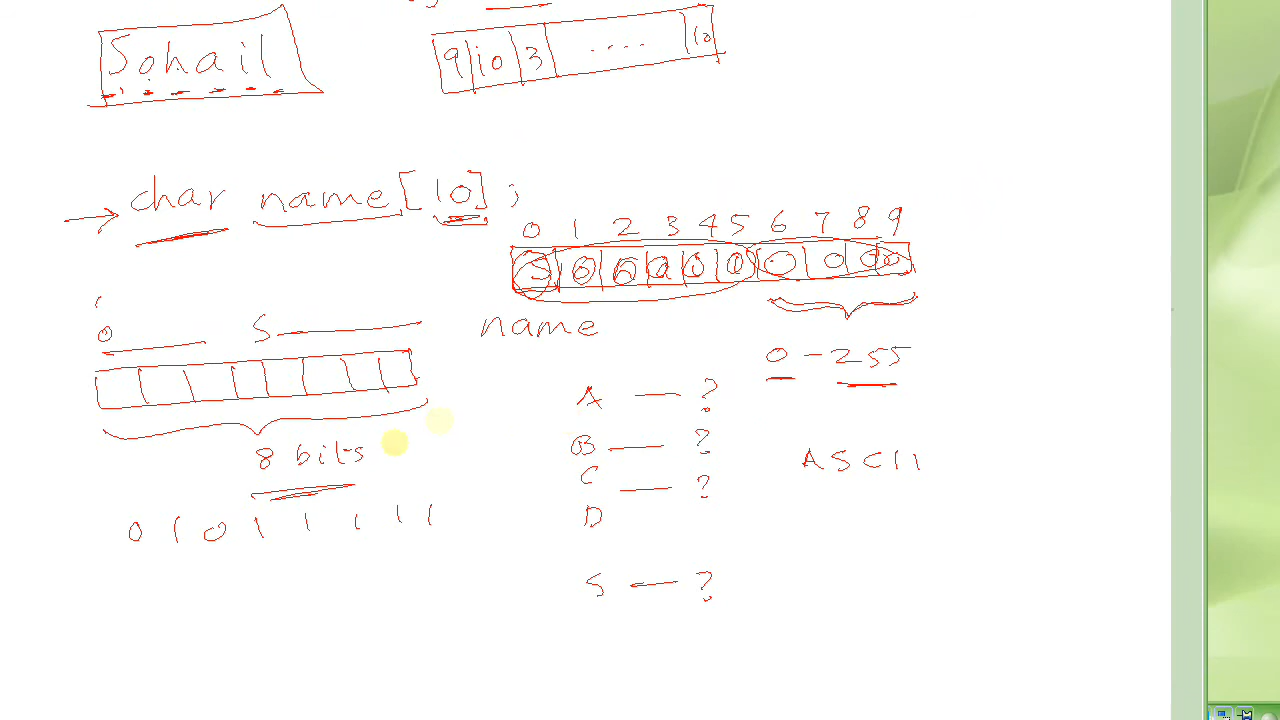 Sohail
9 10 3 .... 10
→ char name[10];
0 1 2 3 4 5 6 7 8 9
S
0 S
name
0 - 255
A — ?
B — ?
8 bits
ASCII
C — ?
0 1 0 1 1 1 1 1
D
S — ?